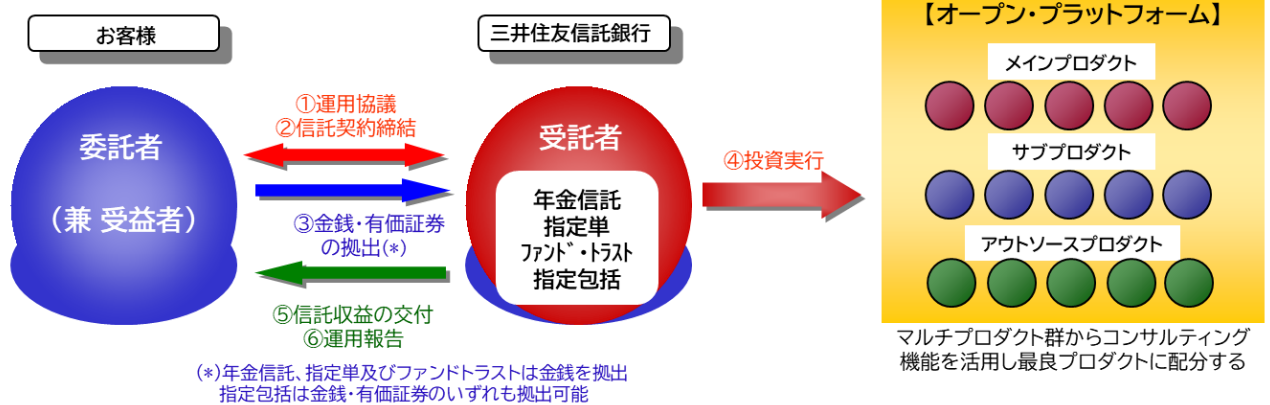 お客様
委託者
（兼 受益者）
①運用協議
②信託契約締結
③金銭・有価証券
の拠出(*)
⑤信託収益の交付
⑥運用報告
三井住友信託銀行
受託者
年金信託
指定単
ﾌｧﾝﾄﾞ・ﾄﾗｽﾄ
指定包括
④投資実行
【オープン・プラットフォーム】
メインプロダクト
サブプロダクト
アウトソースプロダクト
マルチプロダクト群からコンサルティング
機能を活用し最良プロダクトに配分する
(*)年金信託、指定単及びファンドトラストは金銭を拠出
指定包括は金銭・有価証券のいずれも拠出可能